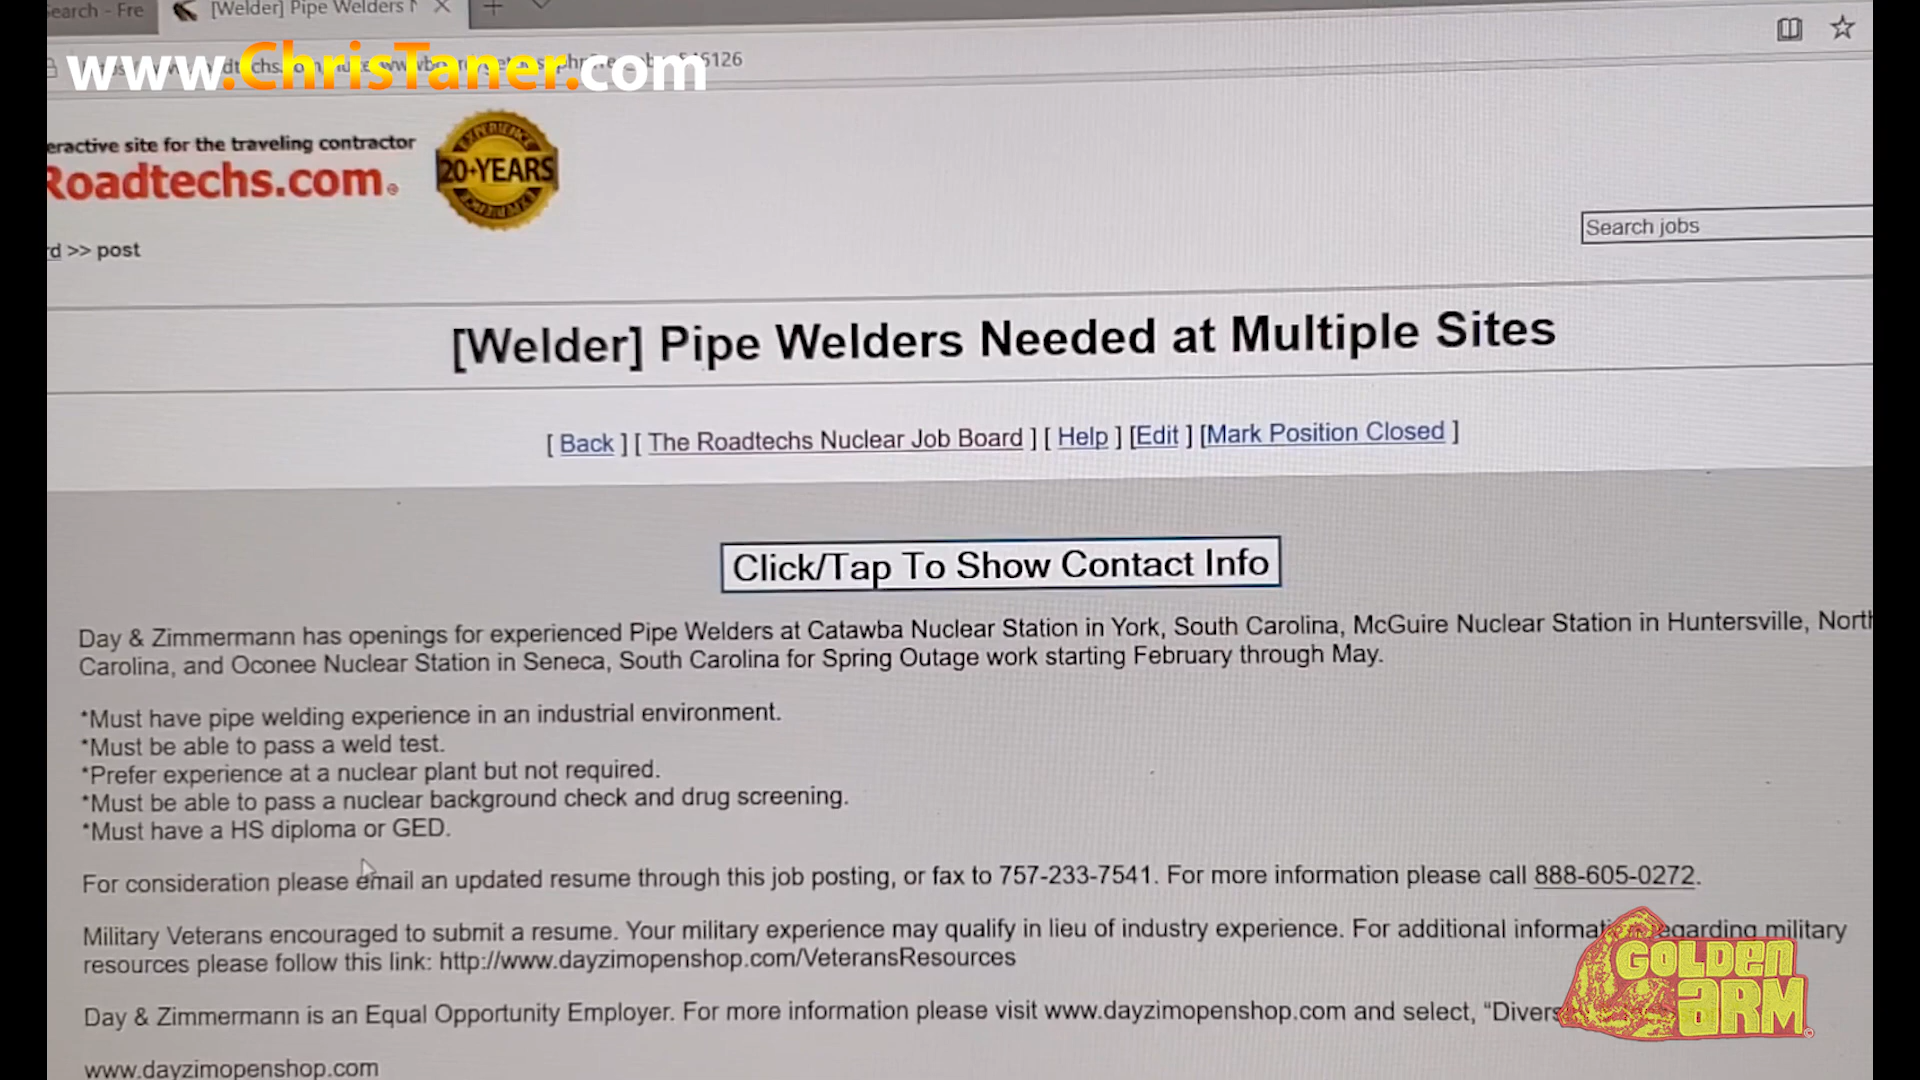 earch - Fre
[Welder] Pipe Welders
www.ChrisTaner.com
6126
eractive site for the traveling contractor
Roadtechs.com®
EXPERIENCE
20+YEARS
EXPERIENCE
d >> post
Search jobs
[Welder] Pipe Welders Needed at Multiple Sites
[ Back ] [ The Roadtechs Nuclear Job Board ] [ Help ] [Edit ] [Mark Position Closed ]
Click/Tap To Show Contact Info
Day & Zimmermann has openings for experienced Pipe Welders at Catawba Nuclear Station in York, South Carolina, McGuire Nuclear Station in Huntersville, North
Carolina, and Oconee Nuclear Station in Seneca, South Carolina for Spring Outage work starting February through May.
*Must have pipe welding experience in an industrial environment.
*Must be able to pass a weld test.
*Prefer experience at a nuclear plant but not required.
*Must be able to pass a nuclear background check and drug screening.
*Must have a HS diploma or GED.
For consideration please email an updated resume through this job posting, or fax to 757-233-7541. For more information please call 888-605-0272.
Military Veterans encouraged to submit a resume. Your military experience may qualify in lieu of industry experience. For additional informati regarding military
resources please follow this link: http://www.dayzimopenshop.com/VeteransResources
Day & Zimmermann is an Equal Opportunity Employer. For more information please visit www.dayzimopenshop.com and select, “Divers
GOLDEN ARM
www.dayzimopenshop.com